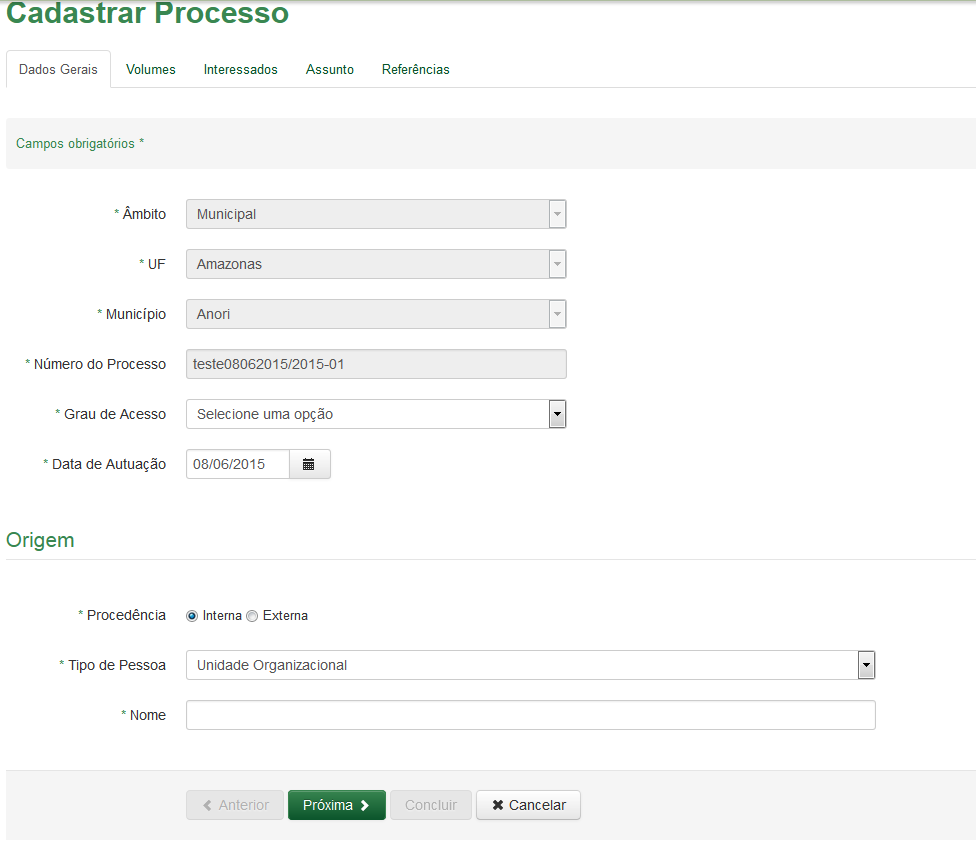 Cadastrar Processo
Dados Gerais Volumes Interessados Assunto Referências
Campos obrigatórios *
* Âmbito Municipal
* UF Amazonas
* Município Anori
* Número do Processo teste08062015/2015-01
* Grau de Acesso Selecione uma opção
* Data de Autuação 08/06/2015
Origem
* Procedência Interna Externa
* Tipo de Pessoa Unidade Organizacional
* Nome
Anterior Próxima Concluir Cancelar